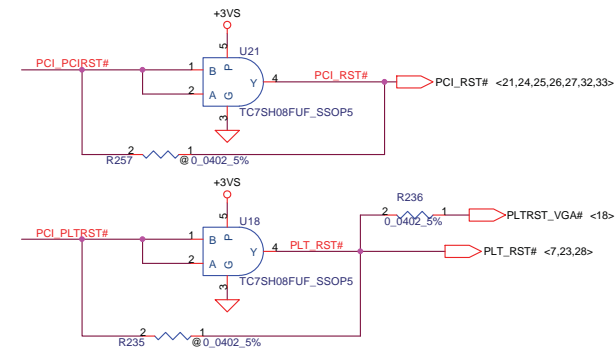 +3VS
5
U21
PCI_PCIRST#
1
B
P
Y
4
PCI_RST#
PCI_RST# <21,24,25,26,27,32,33>
2
A
G
3
TC7SH08FUF_SSOP5
2
1
R257
@0_0402_5%
+3VS
5
U18
R236
2
1
0_0402_5%
PLTRST_VGA# <18>
PCI_PLTRST#
1
B
P
Y
4
PLT_RST#
PLT_RST# <7,23,28>
2
A
G
3
TC7SH08FUF_SSOP5
2
1
R235
@0_0402_5%